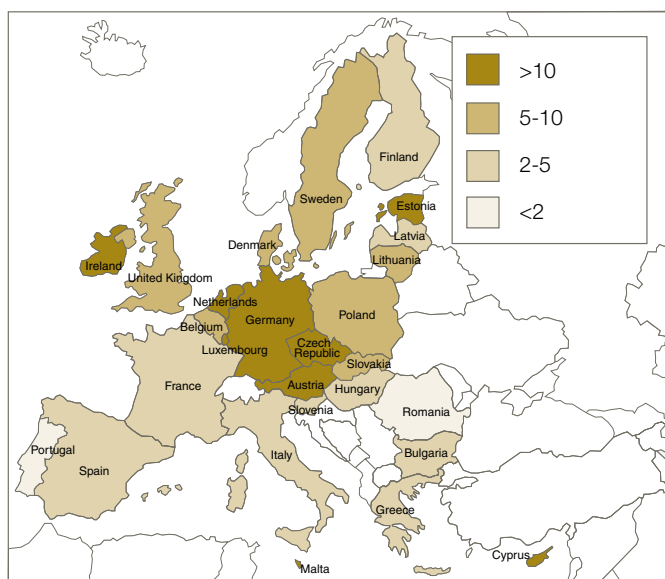 >10
5-10
2-5
<2
Finland
Sweden
Estonia
Latvia
Lithuania
Denmark
Ireland
United Kingdom
Netherlands
Belgium
Germany
Poland
Luxembourg
Czech
Republic
Slovakia
France
Austria
Hungary
Slovenia
Romania
Portugal
Spain
Italy
Bulgaria
Greece
Cyprus
Malta